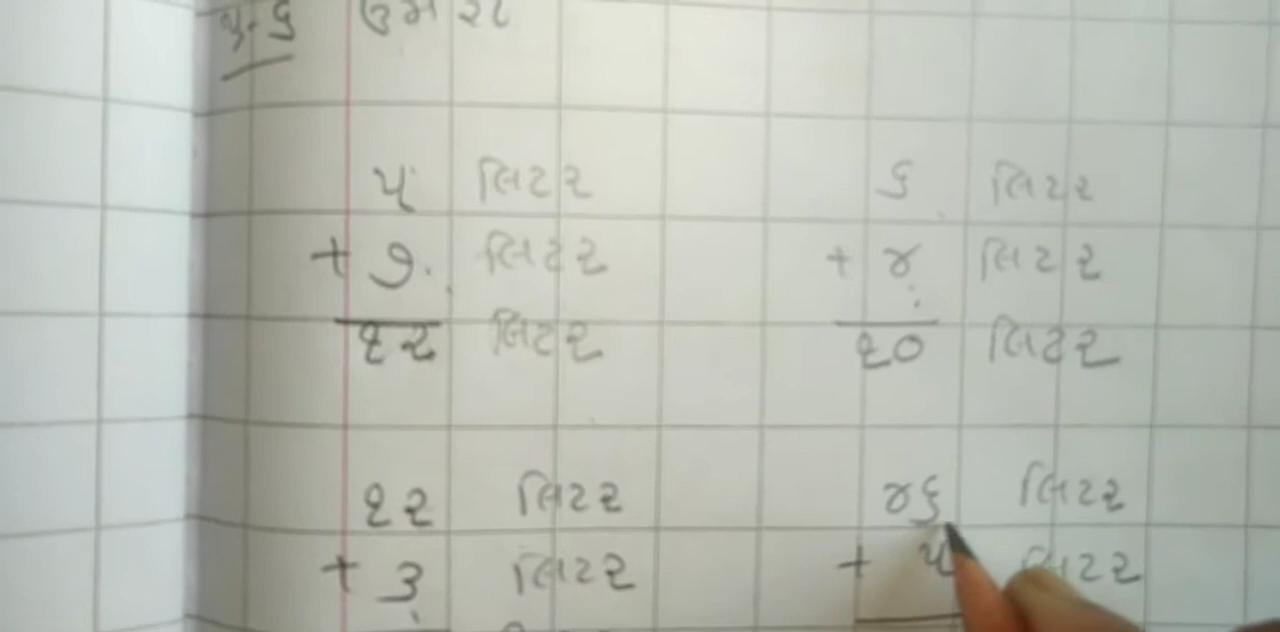 ૫ લિટર ૬ લિટર
+ ૭ લિટર + ૪ લિટર
૧૨ લિટર ૧૦ લિટર
૧૨ લિટર ૪૬ લિટર
+ ૩ લિટર + ૫ લિટર